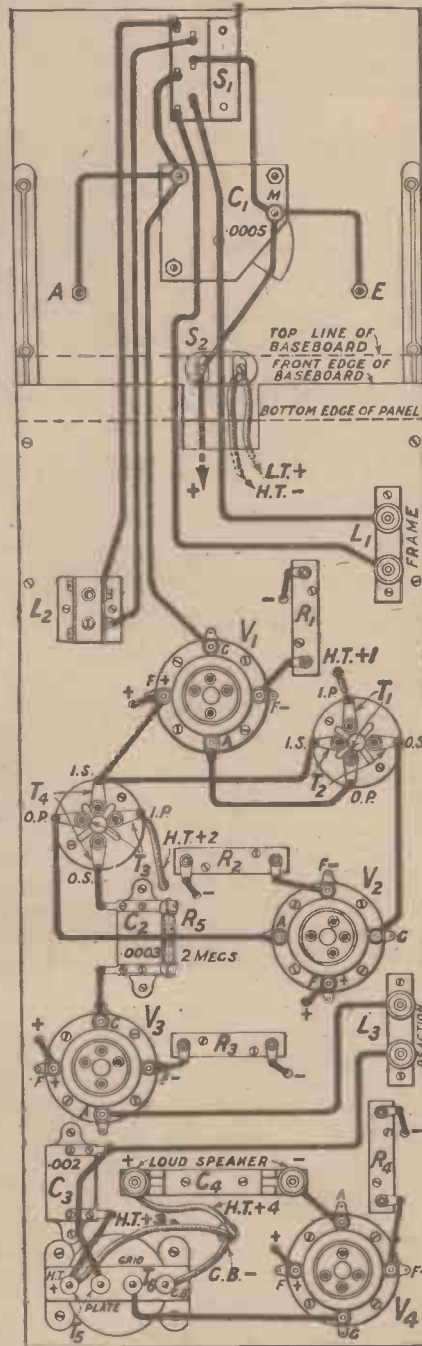 S1
C1
M
.0005
A
E
S2
TOP LINE OF
BASEBOARD
FRONT EDGE OF
BASEBOARD
BOTTOM EDGE OF PANEL
L.T.+
H.T.-
+
L1
FRAME
L2
R1
-
V1
G
H.T.+1
F+
F-
+
I.P.
T1
A
I.S.
O.S.
T2
O.P.
I.S.
T4
O.P.
I.P.
T3
H.T.+2
O.S.
R2
-
F-
V2
C2
R5
A
G
.0003
2 MEGS.
F+
+
G
V3
L3
REACTION
+
F+
F-
R3
-
A
R4
-
.002
C3
+
LOUD SPEAKER
-
C4
H.T.+4
A
H.T.+3
G.B.-
+
H.T.
+
GRID
T6
G.B.
-
PLATE
T5
F+
F-
G
V4